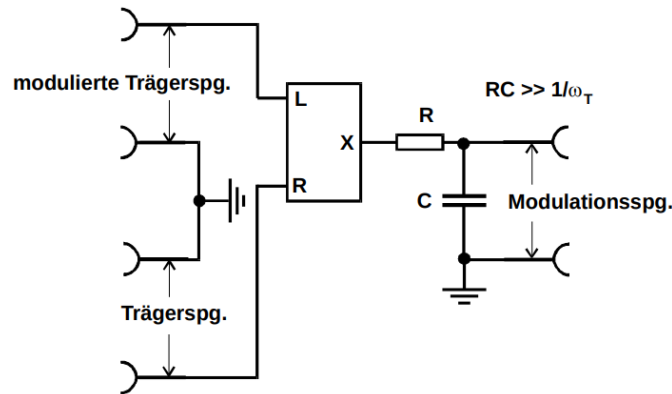 modulierte Trägerspg.
L
X
R
R
RC >> 1/ωT
C
Modulationsspg.
Trägerspg.